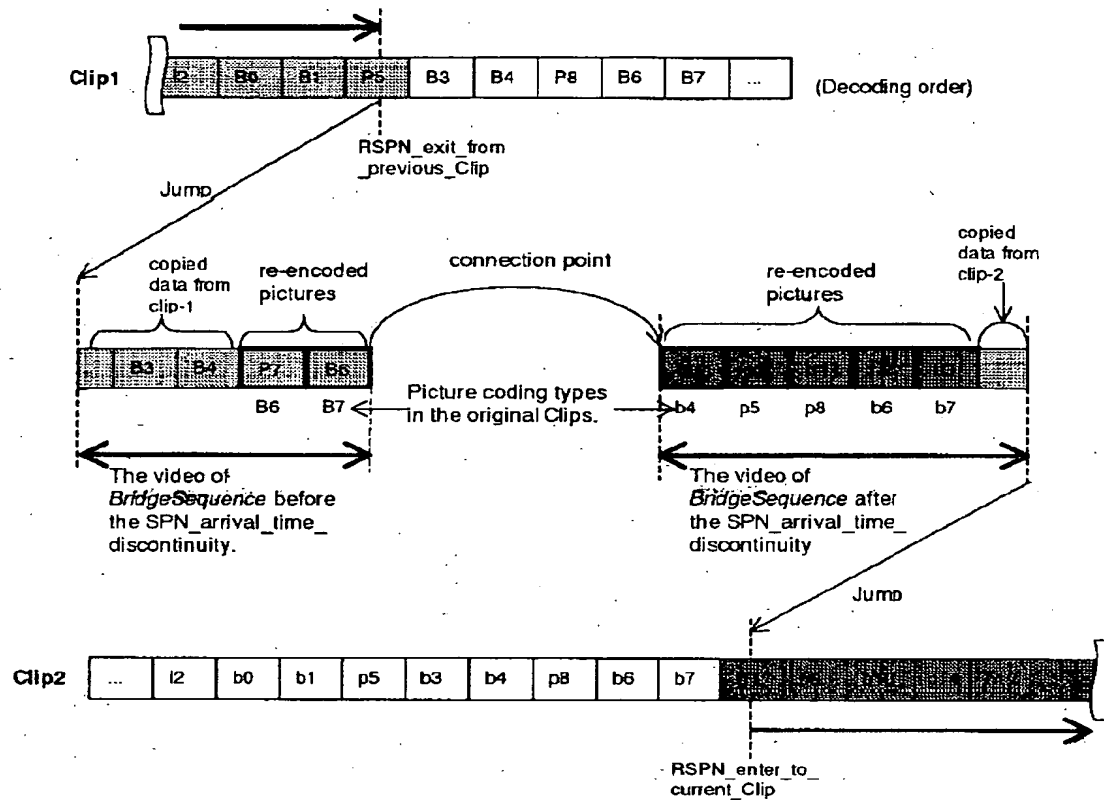 Clip1
I2 B0 B1 P5 B3 B4 P8 B6 B7 ...
(Decoding order)
RSPN_exit_from
_previous_Clip
Jump
copied
data from
clip-1
re-encoded
pictures
connection point
re-encoded
pictures
copied
data from
clip-2
B3 B4 P7 B6
B6 B7
Picture coding types
in the original Clips.
b4 p5 p8 b6 b7
The video of
BridgeSequence before
the SPN_arrival_time_
discontinuity.
The video of
BridgeSequence after
the SPN_arrival_time_
discontinuity
Jump
Clip2
... I2 b0 b1 p5 b3 b4 p8 b6 b7
RSPN_enter_to_
current_Clip